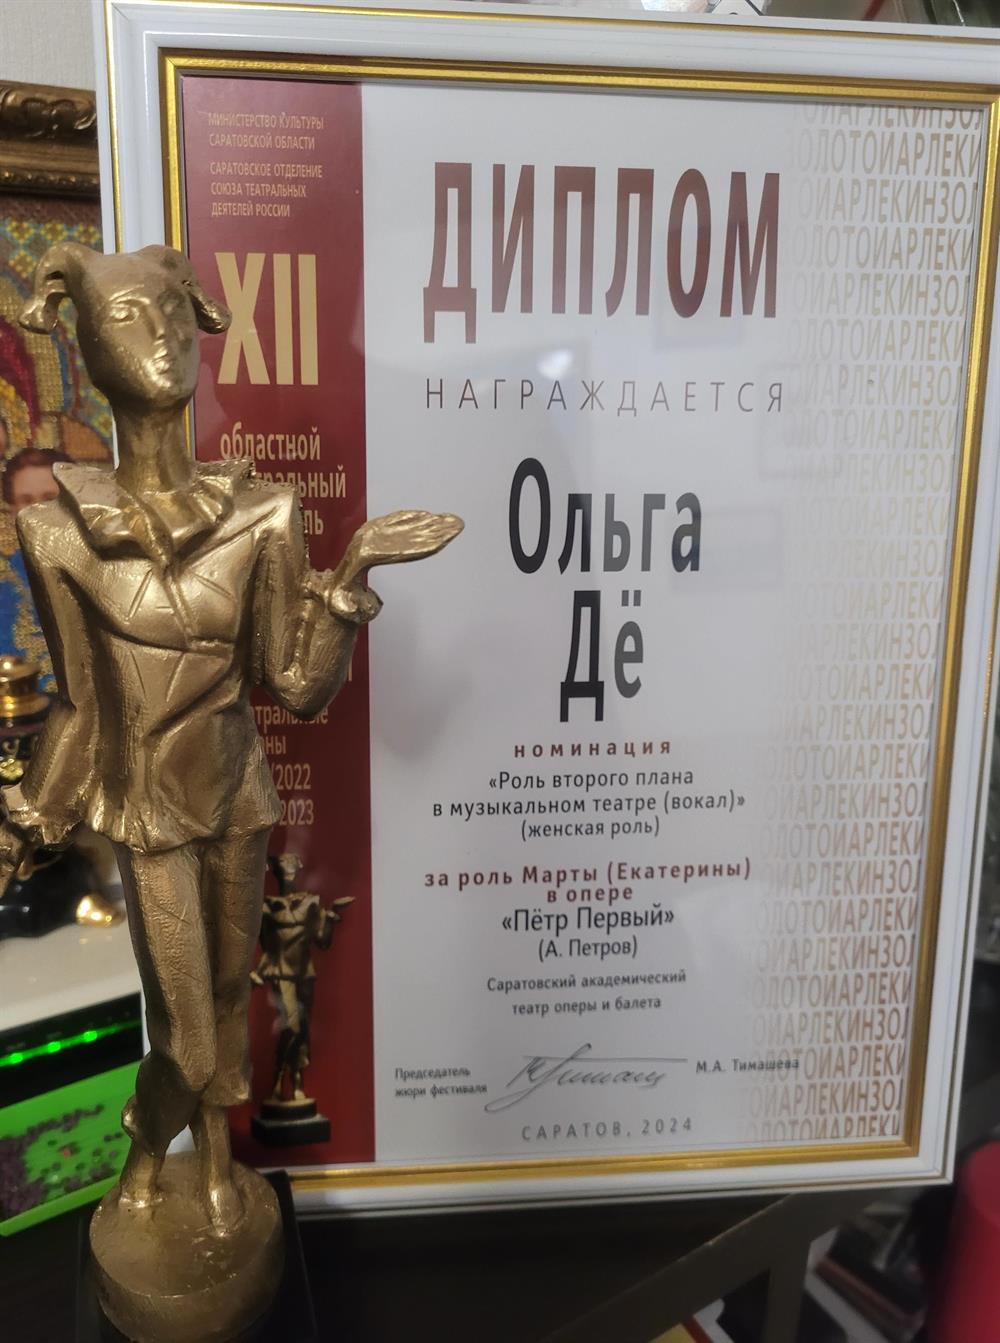 МИНИСТЕРСТВО КУЛЬТУРЫ
САРАТОВСКОЙ ОБЛАСТИ
САРАТОВСКОЕ ОТДЕЛЕНИЕ
СОЮЗА ТЕАТРАЛЬНЫХ
ДЕЯТЕЛЕЙ РОССИИ
XII
областной
2022
2023
ДИПЛОМ
НАГРАЖДАЕТСЯ
Ольга
Дё
номинация
«Роль второго плана
в музыкальном театре (вокал)»
(женская роль)
за роль Марты (Екатерины)
в опере
«Пётр Первый»
(А. Петров)
Саратовский академический
театр оперы и балета
Председатель
жюри фестиваля
М.А. Тимашева
САРАТОВ, 2024